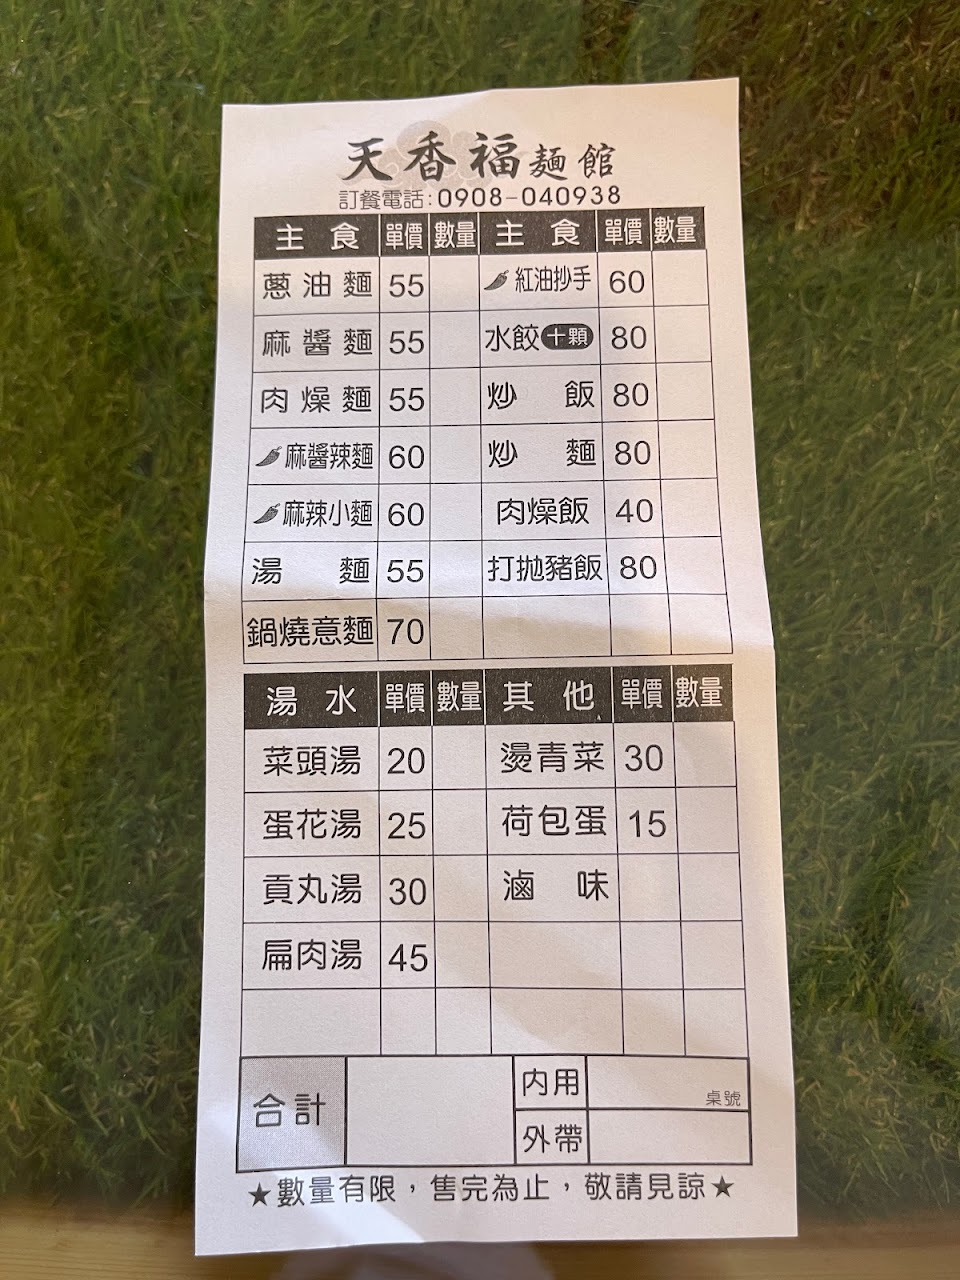 天香福麵館
訂餐電話:0908-040938
主食 單價 數量 主食 單價 數量
蔥油麵 55 紅油抄手 60
麻醬麵 55 水餃十顆 80
肉燥麵 55 炒飯 80
麻醬辣麵 60 炒麵 80
麻辣小麵 60 肉燥飯 40
湯麵 55 打拋豬飯 80
鍋燒意麵 70
湯水 單價 數量 其他 單價 數量
菜頭湯 20 燙青菜 30
蛋花湯 25 荷包蛋 15
貢丸湯 30 滷味
扁肉湯 45
合計 內用 桌號
外帶
★數量有限，售完為止，敬請見諒★